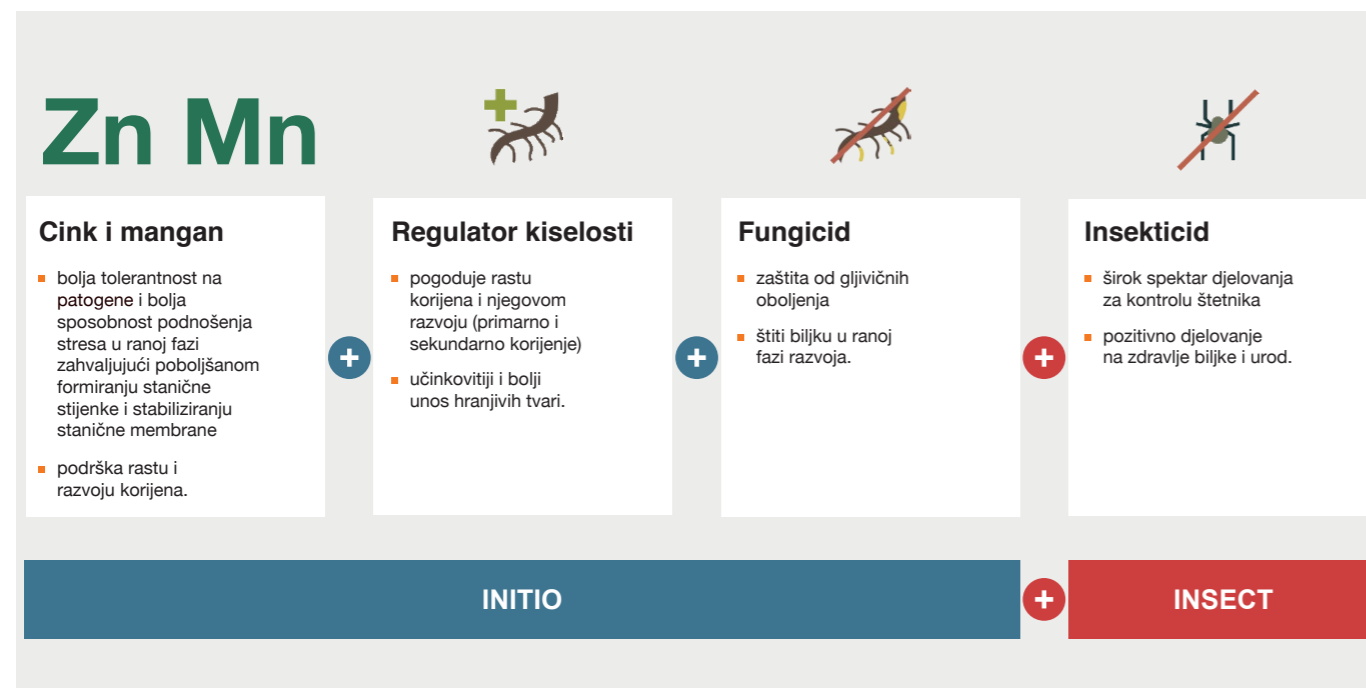 Zn Mn
Cink i mangan
bolja tolerantnost na
patogene i bolja
sposobnost podnošenja
stresa u ranoj fazi
zahvaljujući poboljšanom
formiranju stanične
stijenke i stabiliziranju
stanične membrane
podrška rastu i
razvoju korijena.
+
Regulator kiselosti
pogoduje rastu
korijena i njegovom
razvoju (primarno i
sekundarno korijenje)
učinkovitiji i bolji
unos hranjivih tvari.
+
Fungicid
zaštita od gljivičnih
oboljenja
štiti biljku u ranoj
fazi razvoja.
+
Insekticid
širok spektar djelovanja
za kontrolu štetnika
pozitivno djelovanje
na zdravlje biljke i urod.
INITIO
+
INSECT